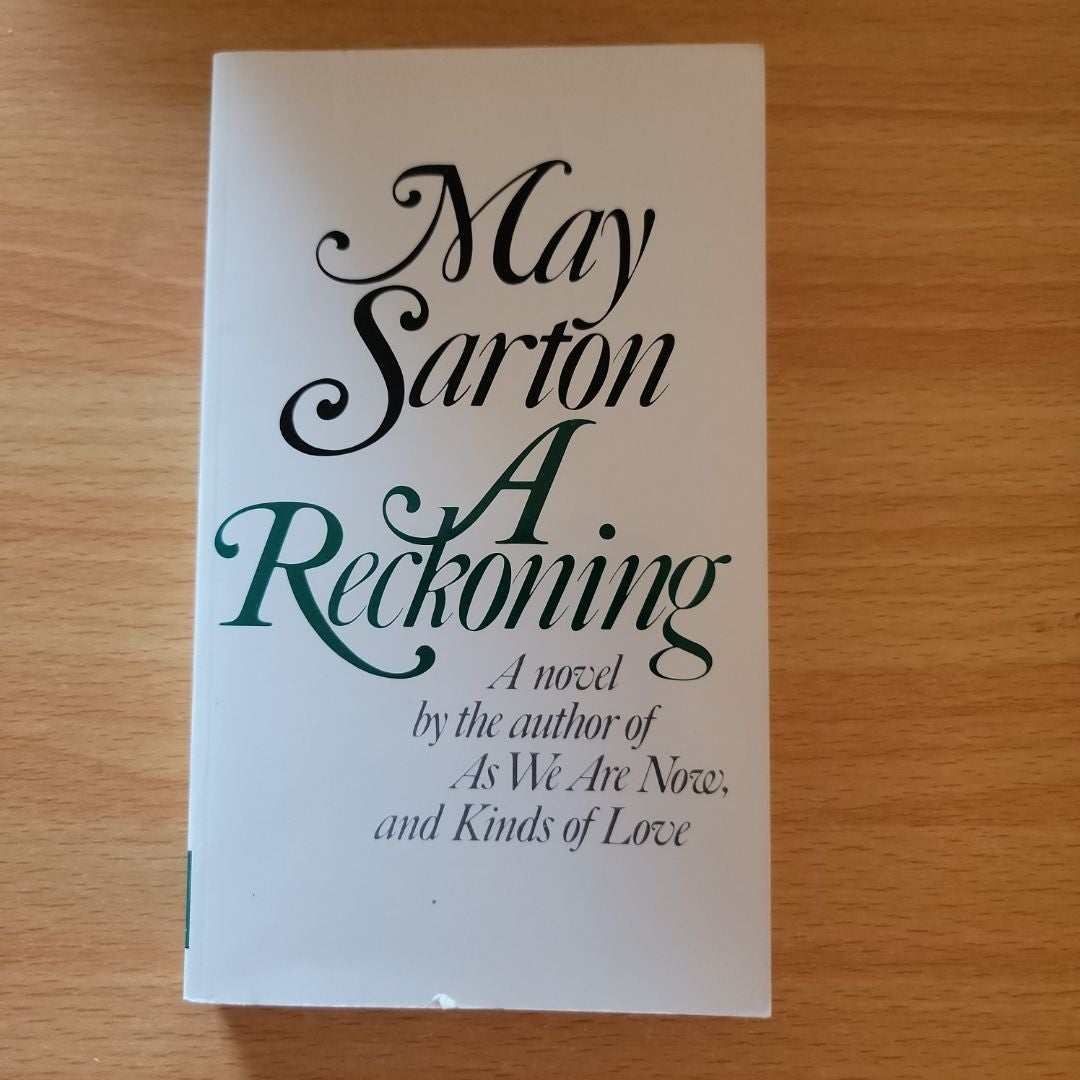 May
Sarton
A
Reckoning
A novel
by the author of
As We Are Now,
and Kinds of Love